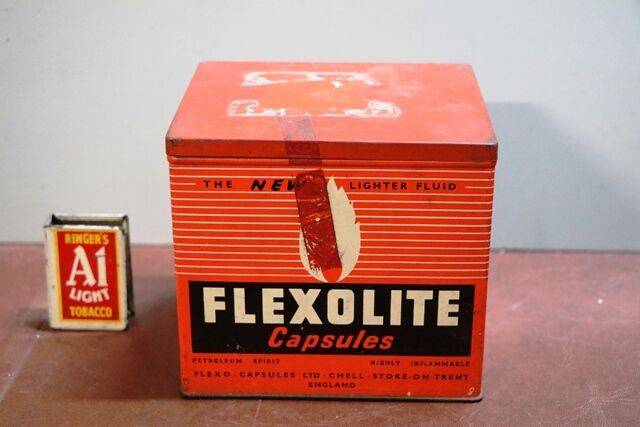 THE NEW LIGHTER FLUID
FLEXOLITE
Capsules
PETROLEUM SPIRIT HIGHLY INFLAMMABLE
FLEXO-CAPSULES LTD-CHELL-STOKE-ON-TRENT
ENGLAND
RINGER'S
A1
LIGHT
TOBACCO